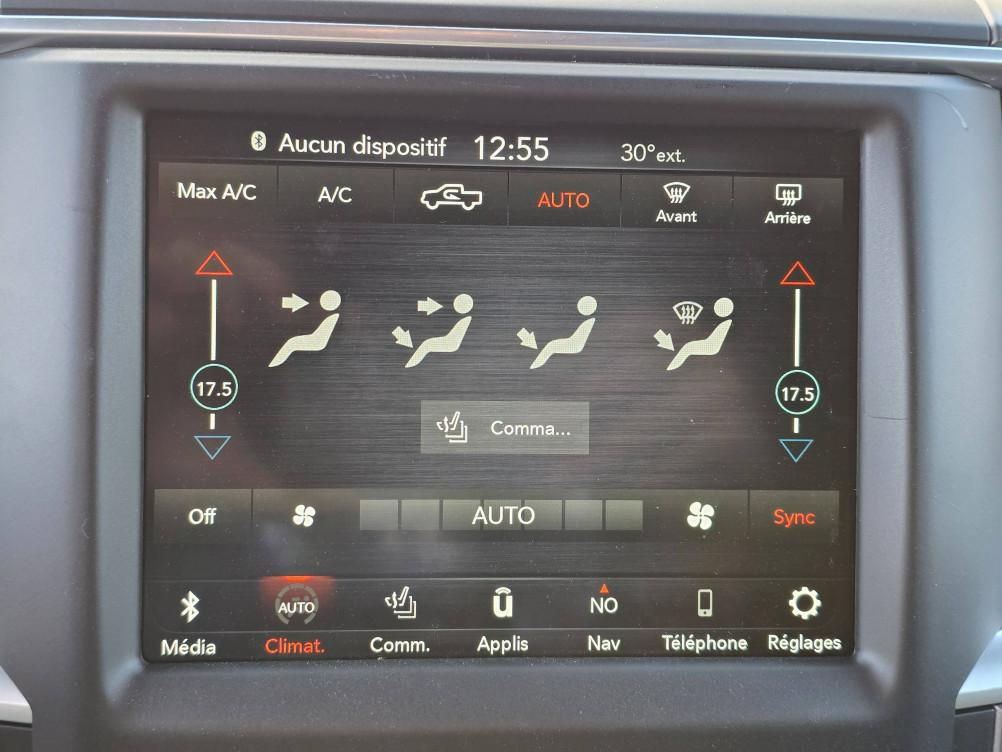 Aucun dispositif 12:55 30°ext.
Max A/C A/C AUTO Avant Arrière
17.5 17.5
Comma...
Off AUTO Sync
AUTO NO
Média Climat. Comm. Applis Nav Téléphone Réglages